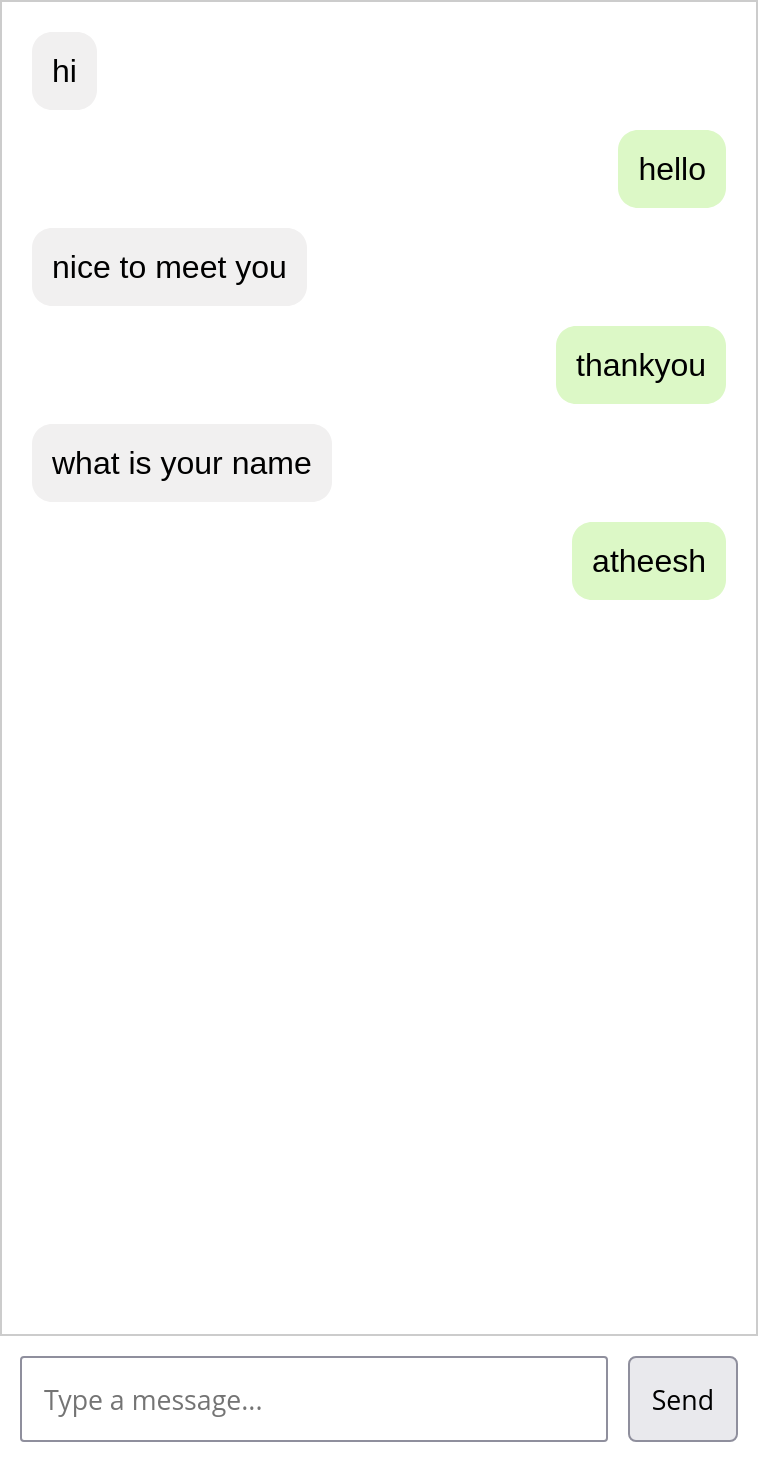 hi
hello
nice to meet you
thankyou
what is your name
atheesh
Type a message...
Send